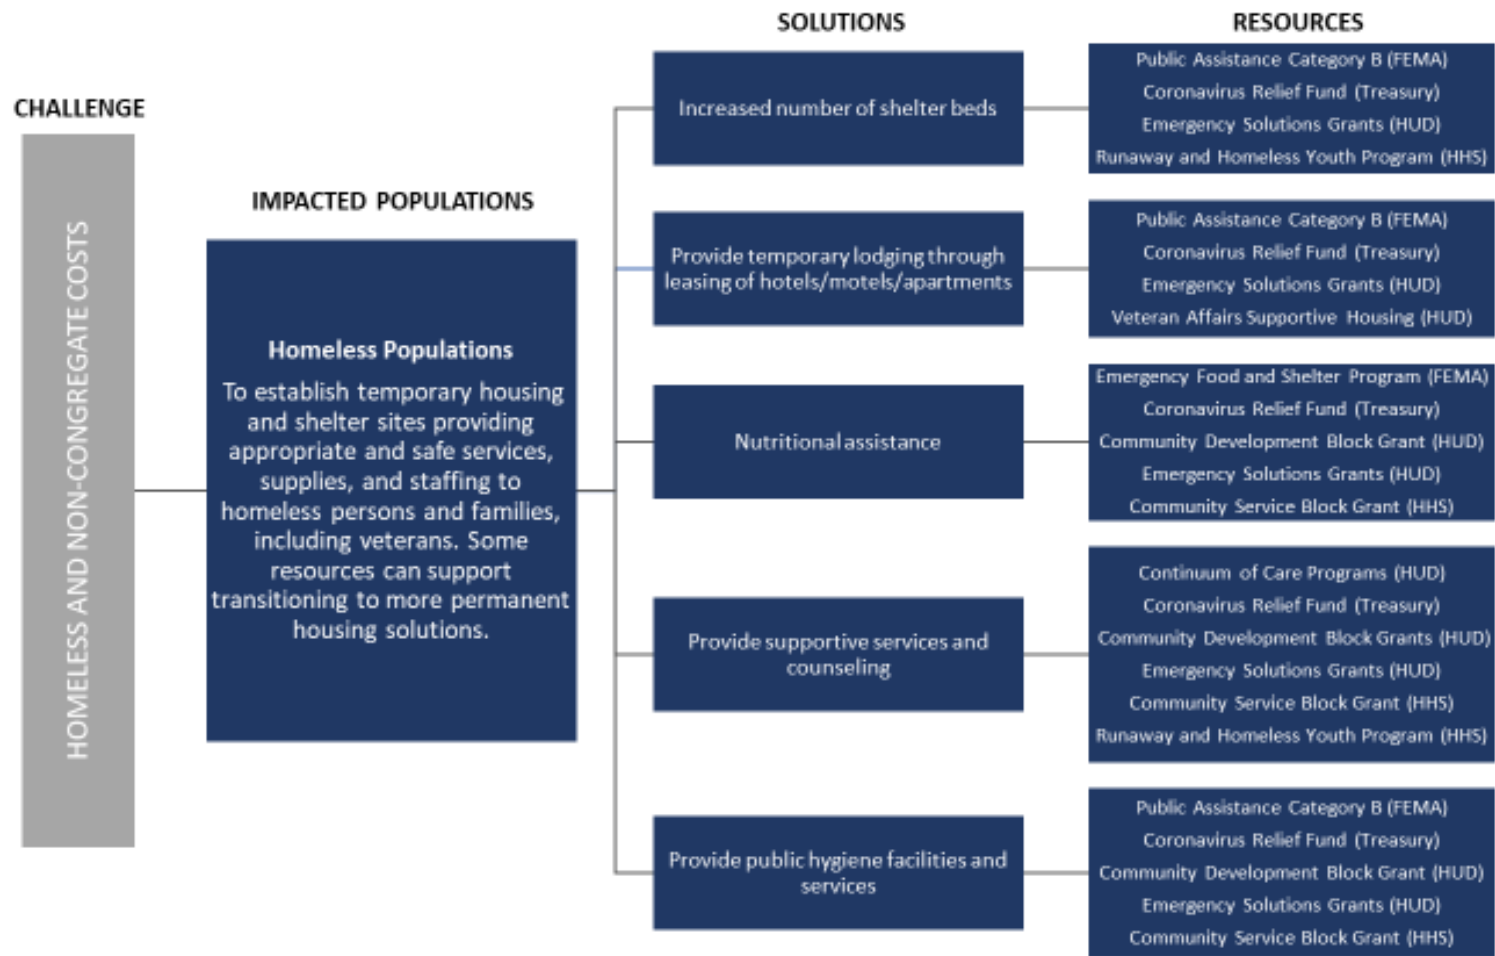 CHALLENGE
HOMELESS AND NON-CONGREGATE COSTS
IMPACTED POPULATIONS
Homeless Populations
To establish temporary housing
and shelter sites providing
appropriate and safe services,
supplies, and staffing to
homeless persons and families,
including veterans. Some
resources can support
transitioning to more permanent
housing solutions.
SOLUTIONS
RESOURCES
Increased number of shelter beds
Public Assistance Category B (FEMA)
Coronavirus Relief Fund (Treasury)
Emergency Solutions Grants (HUD)
Runaway and Homeless Youth Program (HHS)
Provide temporary lodging through
leasing of hotels/motels/apartments
Public Assistance Category B (FEMA)
Coronavirus Relief Fund (Treasury)
Emergency Solutions Grants (HUD)
Veteran Affairs Supportive Housing (HUD)
Nutritional assistance
Emergency Food and Shelter Program (FEMA)
Coronavirus Relief Fund (Treasury)
Community Development Block Grant (HUD)
Emergency Solutions Grants (HUD)
Community Service Block Grant (HHS)
Provide supportive services and
counseling
Continuum of Care Programs (HUD)
Coronavirus Relief Fund (Treasury)
Community Development Block Grants (HUD)
Emergency Solutions Grants (HUD)
Community Service Block Grant (HHS)
Runaway and Homeless Youth Program (HHS)
Provide public hygiene facilities and
services
Public Assistance Category B (FEMA)
Coronavirus Relief Fund (Treasury)
Community Development Block Grant (HUD)
Emergency Solutions Grants (HUD)
Community Service Block Grant (HHS)